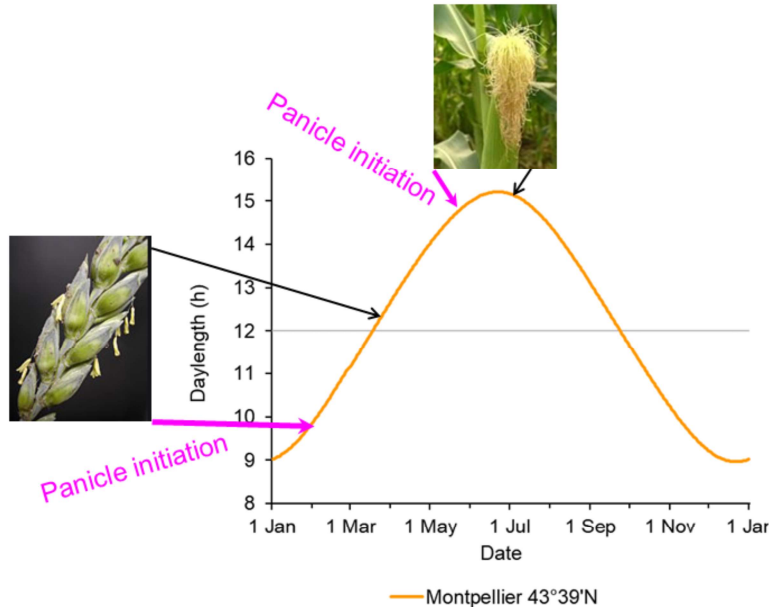 Panicle initiation
16
15
14
13
12
11
10
9
8
Daylength (h)
Panicle initiation
1 Jan
1 Mar
1 May
1 Jul
1 Sep
1 Nov
1 Jar
Date
Montpellier 43°39'N